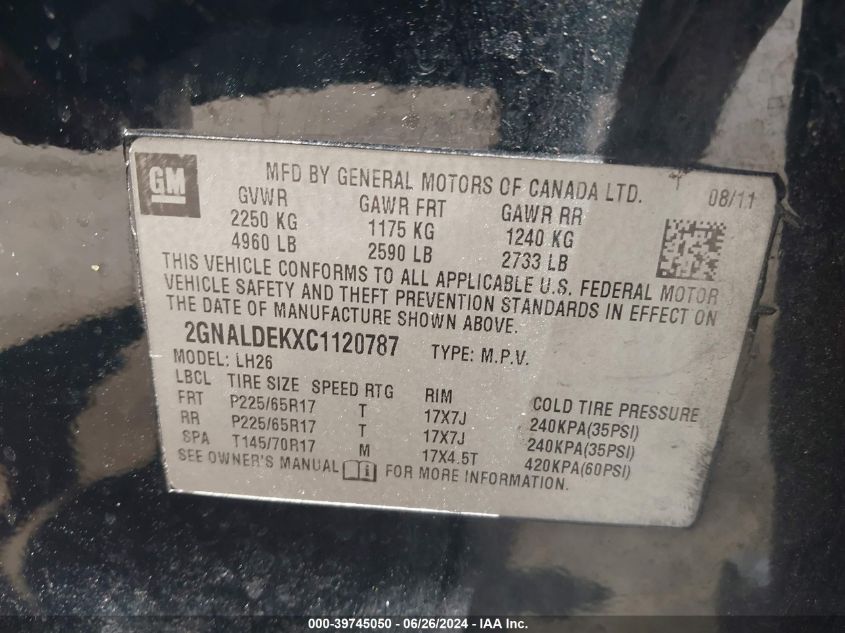 GM
MFD BY GENERAL MOTORS OF CANADA LTD. 08/11
GVWR GAWR FRT GAWR RR
2250 KG 1175 KG 1240 KG
4960 LB 2590 LB 2733 LB
THIS VEHICLE CONFORMS TO ALL APPLICABLE U.S. FEDERAL MOTOR
VEHICLE SAFETY AND THEFT PREVENTION STANDARDS IN EFFECT ON
THE DATE OF MANUFACTURE SHOWN ABOVE.
2GNALDEKXC1120787 TYPE: M.P.V.
MODEL: LH26
LBCL TIRE SIZE SPEED RTG RIM COLD TIRE PRESSURE
FRT P225/65R17 T 17X7J 240KPA(35PSI)
RR P225/65R17 T 17X7J 240KPA(35PSI)
SPA T145/70R17 M 17X4.5T 420KPA(60PSI)
SEE OWNER'S MANUAL FOR MORE INFORMATION.
000-39745050 - 06/26/2024 - IAA Inc.